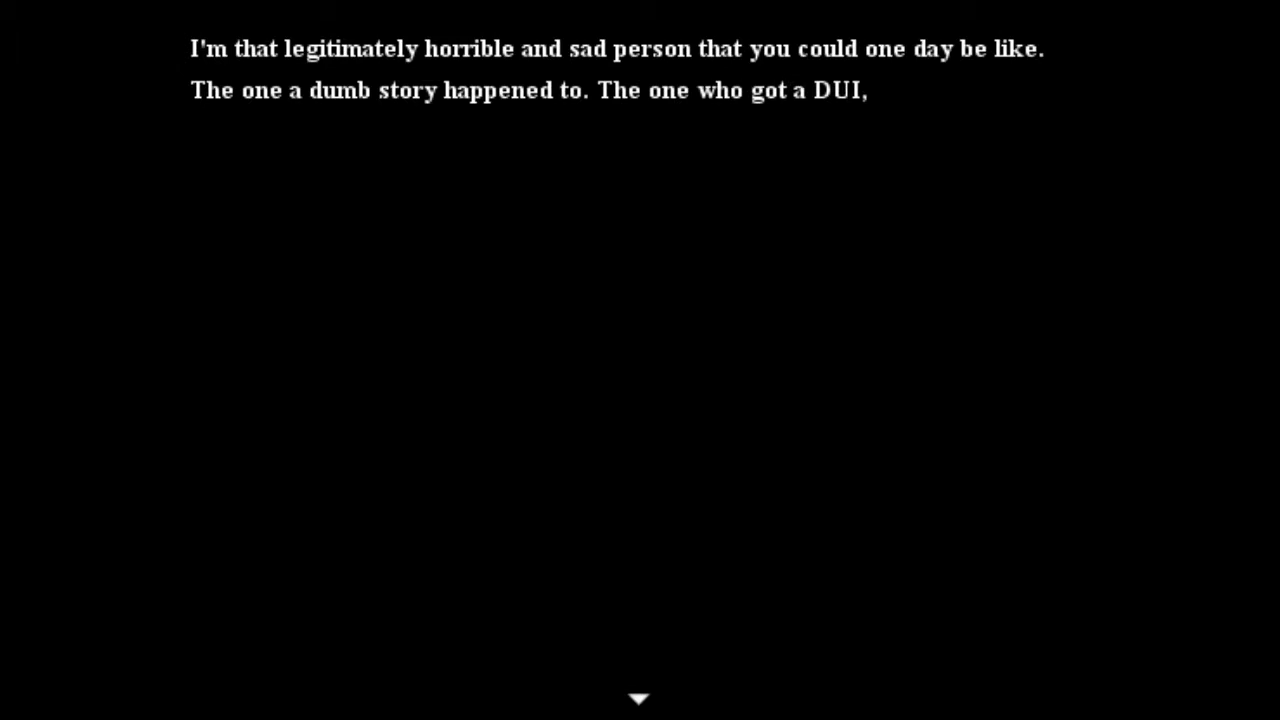 I'm that legitimately horrible and sad person that you could one day be like.
The one a dumb story happened to. The one who got a DUI,